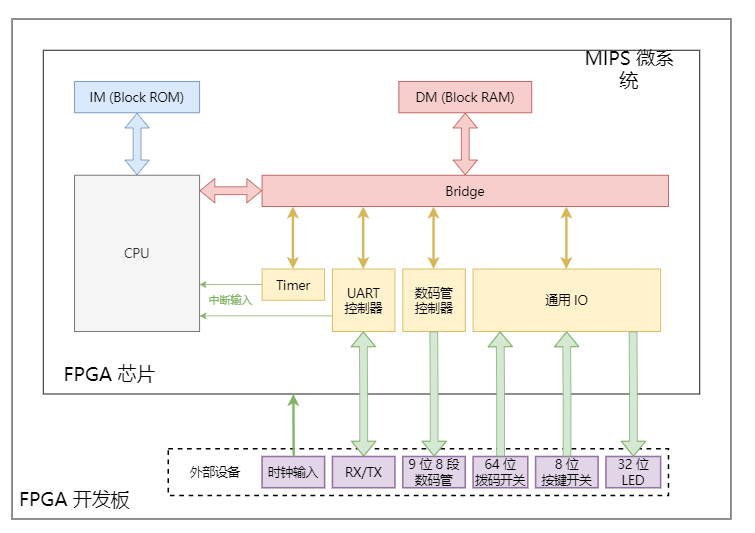 MIPS 微系
统
IM (Block ROM)
DM (Block RAM)
Bridge
CPU
Timer
中断输入
UART
控制器
数码管
控制器
通用 IO
FPGA 芯片
外部设备
时钟输入
RX/TX
9 位 8 段
数码管
64 位
拨码开关
8 位
按键开关
32 位
LED
FPGA 开发板